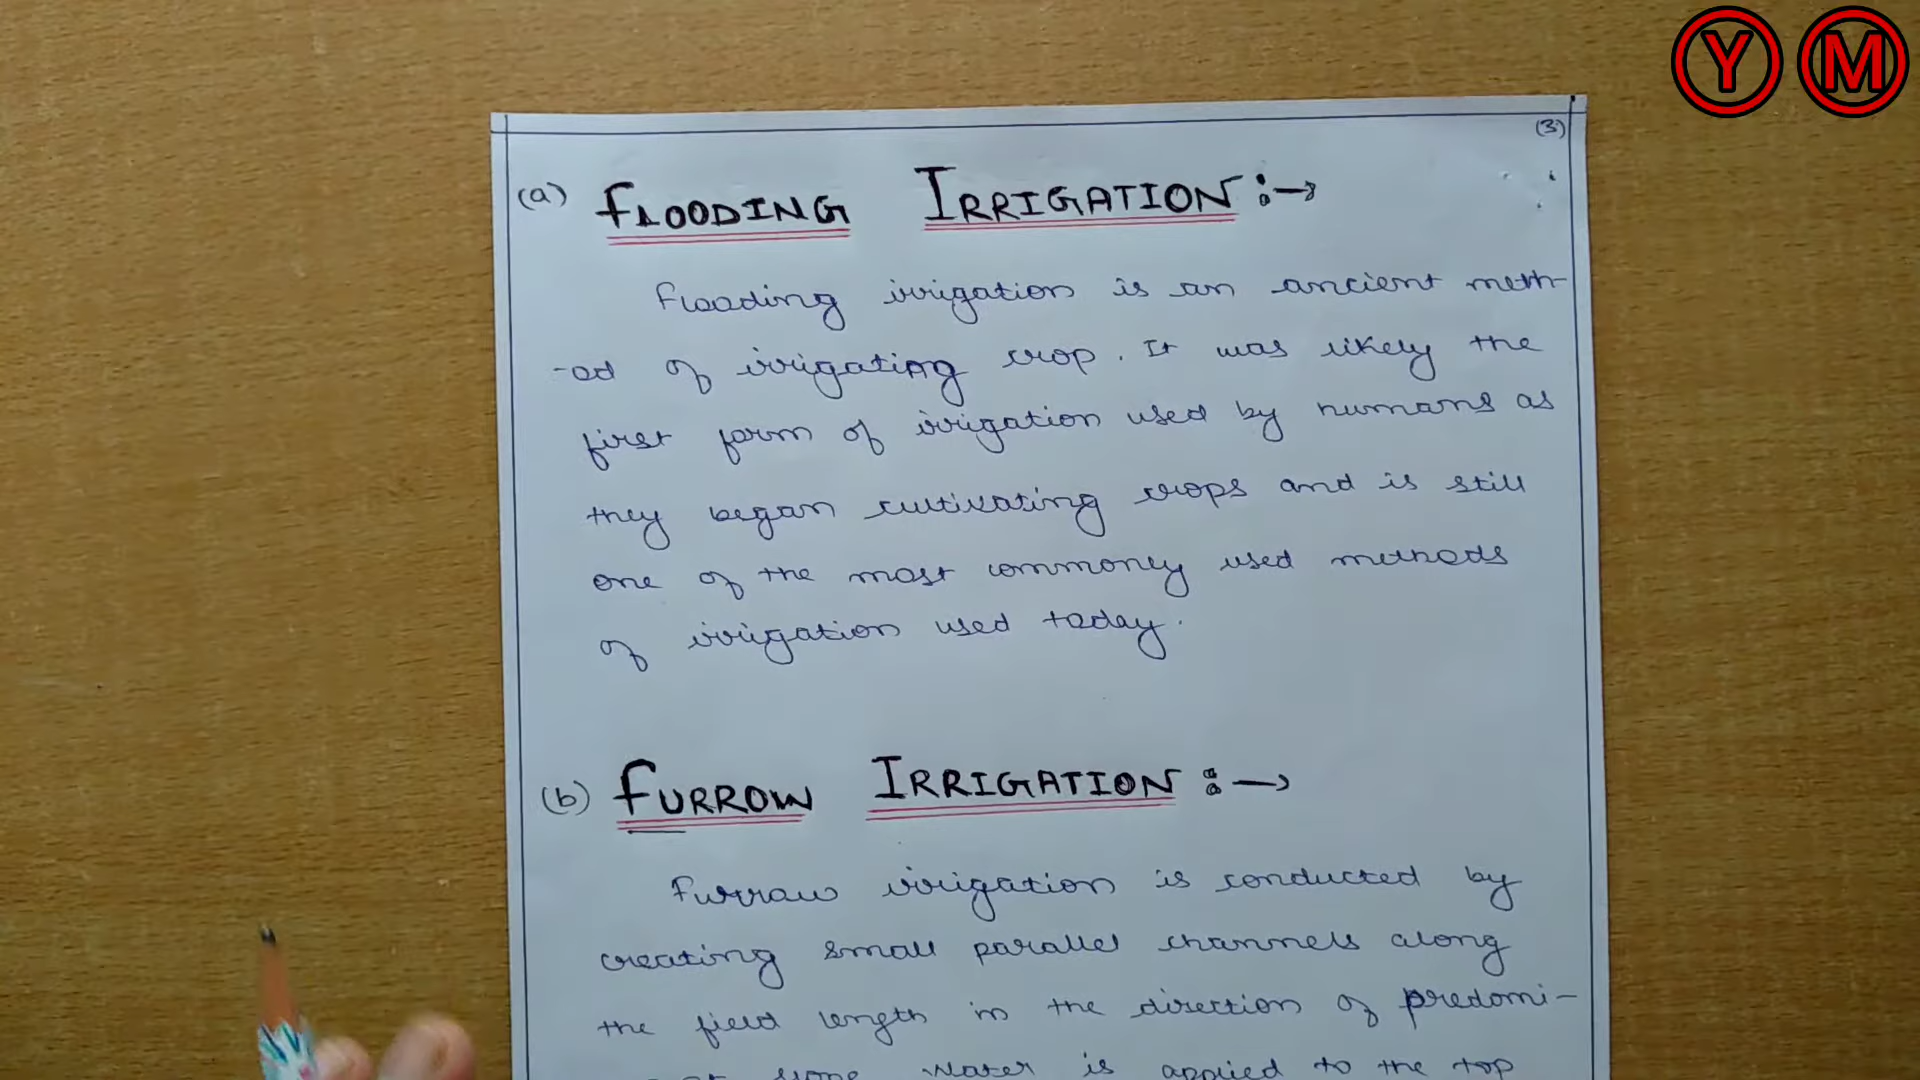 Y M
(3)
(a) FLOODING IRRIGATION :→
Flooding irrigation is an ancient meth-
-od of irrigating crop. It was likely the
first form of irrigation used by humans as
they began cultivating crops and is still
one of the most commonly used methods
of irrigation used today.
(b) FURROW IRRIGATION :→
Furrow irrigation is conducted by
creating small parallel channels along
the field length in the direction of predomi-
slope Water is applied to the top